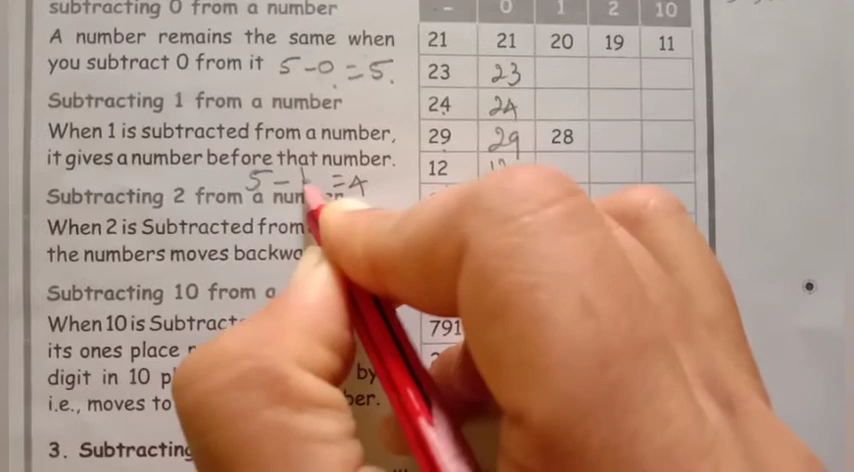 subtracting 0 from a number
A number remains the same when
you subtract 0 from it 5-0=5.
Subtracting 1 from a number
When 1 is subtracted from a number,
it gives a number before that number.
5-1=4
Subtracting 2 from a
When 2 is Subtracted from
the numbers moves
Subtracting 10 from a
When 10 is
its ones place
digit in 10 by
i.e., moves to
3. Subtracting
- 0 1 2 10
21 21 20 19 11
23 23
24 24
29 29 28
12
791